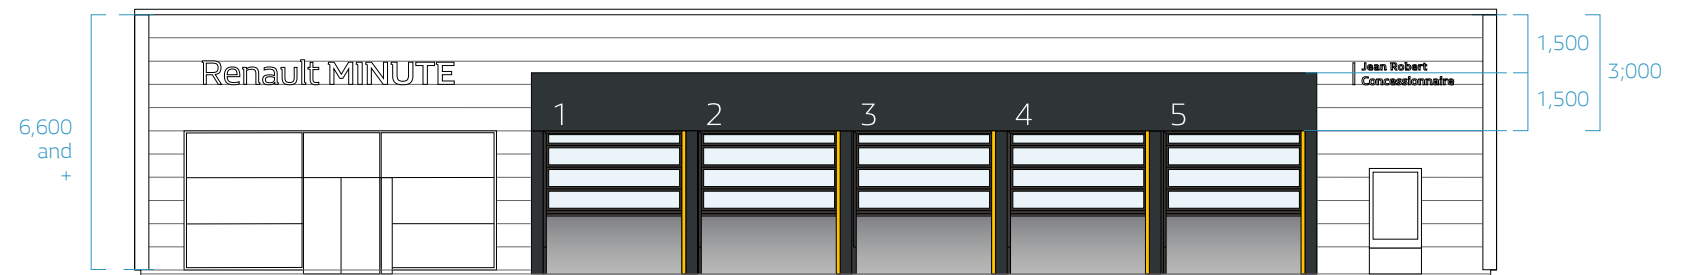 Renault MINUTE
Jean Robert
Concessionnaire
1 2 3 4 5
6,600
and
+
1,500
1,500
3;000